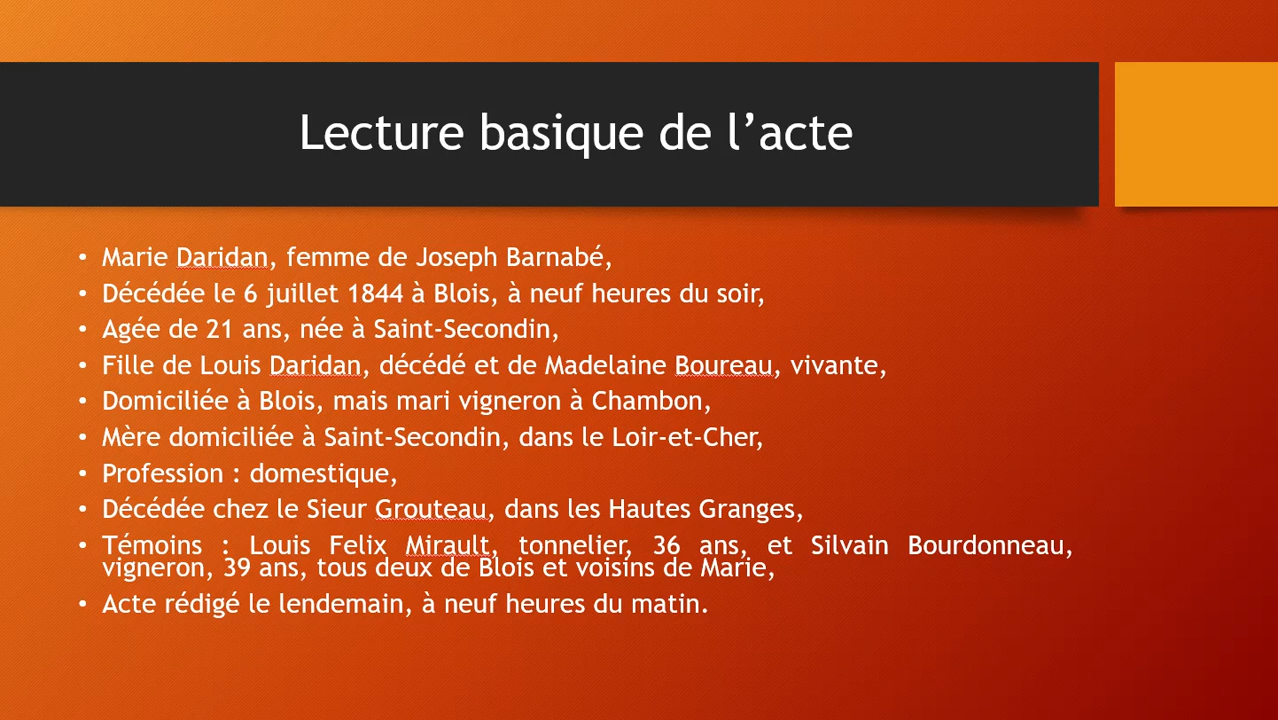 Lecture basique de l’acte
• Marie Daridan, femme de Joseph Barnabé,
• Décédée le 6 juillet 1844 à Blois, à neuf heures du soir,
• Agée de 21 ans, née à Saint-Secondin,
• Fille de Louis Daridan, décédé et de Madelaine Boureau, vivante,
• Domiciliée à Blois, mais mari vigneron à Chambon,
• Mère domiciliée à Saint-Secondin, dans le Loir-et-Cher,
• Profession : domestique,
• Décédée chez le Sieur Grouteau, dans les Hautes Granges,
• Témoins : Louis Felix Mirault, tonnelier, 36 ans, et Silvain Bourdonneau,
vigneron, 39 ans, tous deux de Blois et voisins de Marie,
• Acte rédigé le lendemain, à neuf heures du matin.